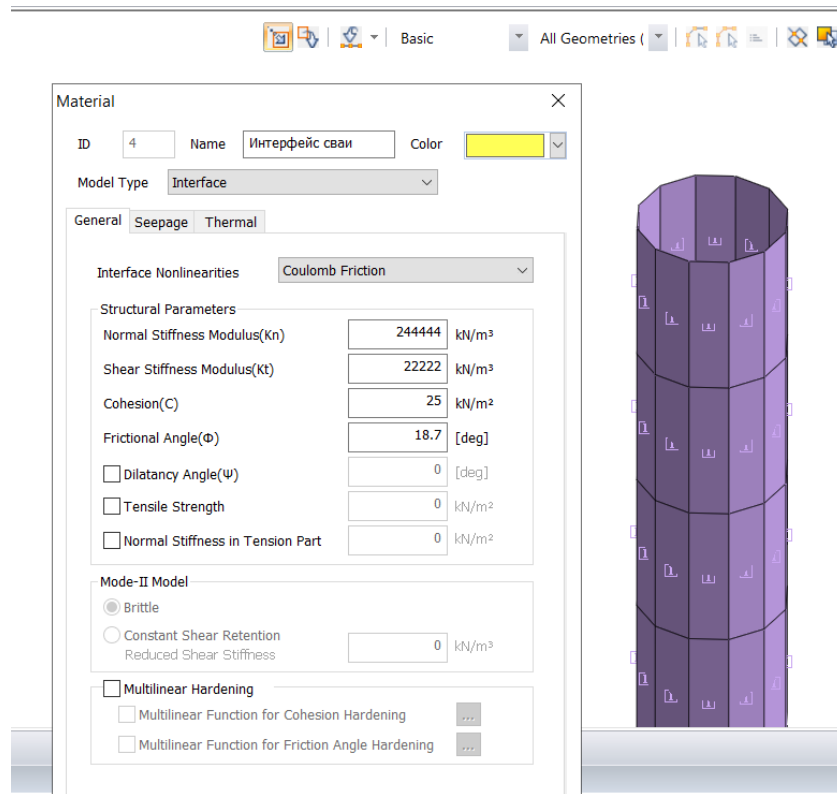 Basic All Geometries (
Material
ID 4 Name Интерфейс сваи Color
Model Type Interface
General Seepage Thermal
Interface Nonlinearities Coulomb Friction
Structural Parameters
Normal Stiffness Modulus(Kn) 244444 kN/m³
Shear Stiffness Modulus(Kt) 22222 kN/m³
Cohesion(C) 25 kN/m²
Frictional Angle(Φ) 18.7 [deg]
Dilatancy Angle(Ψ) 0 [deg]
Tensile Strength 0 kN/m²
Normal Stiffness in Tension Part 0 kN/m²
Mode-II Model
Brittle
Constant Shear Retention
Reduced Shear Stiffness 0 kN/m³
Multilinear Hardening
Multilinear Function for Cohesion Hardening ...
Multilinear Function for Friction Angle Hardening ...